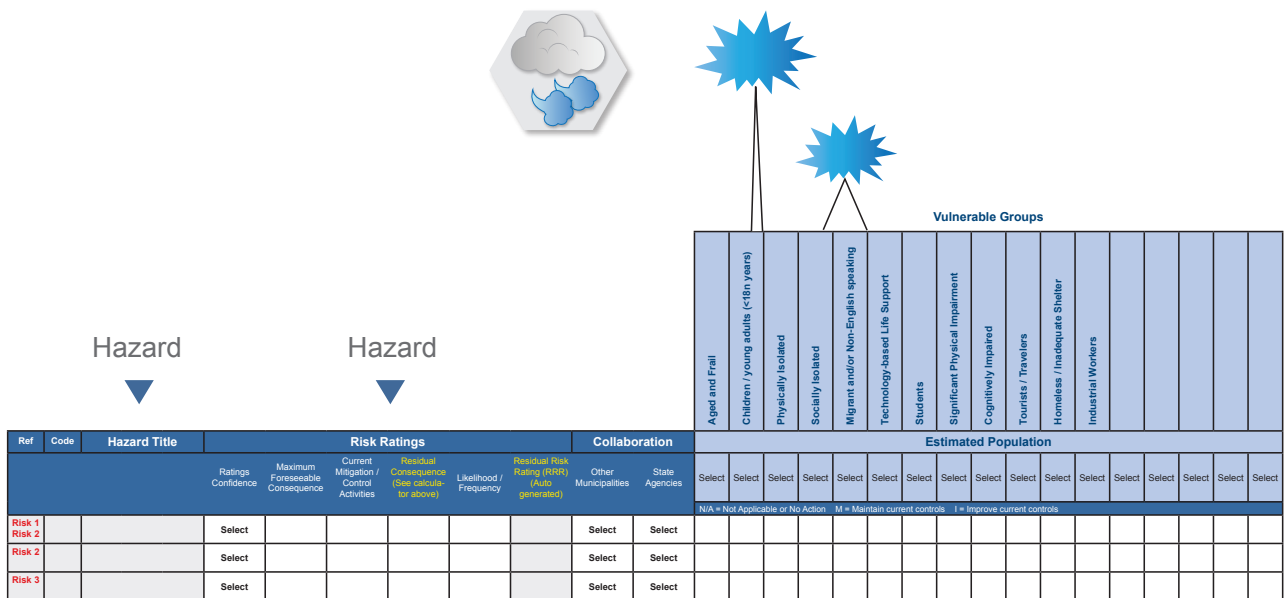 Vulnerable Groups
Hazard
Hazard
Aged and Frail
Children / young adults (<18n years)
Physically Isolated
Socially Isolated
Migrant and/or Non-English speaking
Technology-based Life Support
Students
Significant Physical Impairment
Cognitively Impaired
Tourists / Travelers
Homeless / Inadequate Shelter
Industrial Workers
Ref Code Hazard Title Risk Ratings Collaboration Estimated Population
Ratings
Confidence
Maximum
Foreseeable
Consequence
Current
Mitigation /
Control
Activities
Residual
Consequence
(See calcula-
tor above)
Likelihood /
Frequency
Residual Risk
Rating (RRR)
(Auto
generated)
Other
Municipalities
State
Agencies
Select Select Select Select Select Select Select Select Select Select Select Select Select Select Select Select Select
N/A = Not Applicable or No Action M = Maintain current controls I = Improve current controls
Risk 1
Risk 2
Select Select Select
Risk 2
Select Select Select
Risk 3
Select Select Select